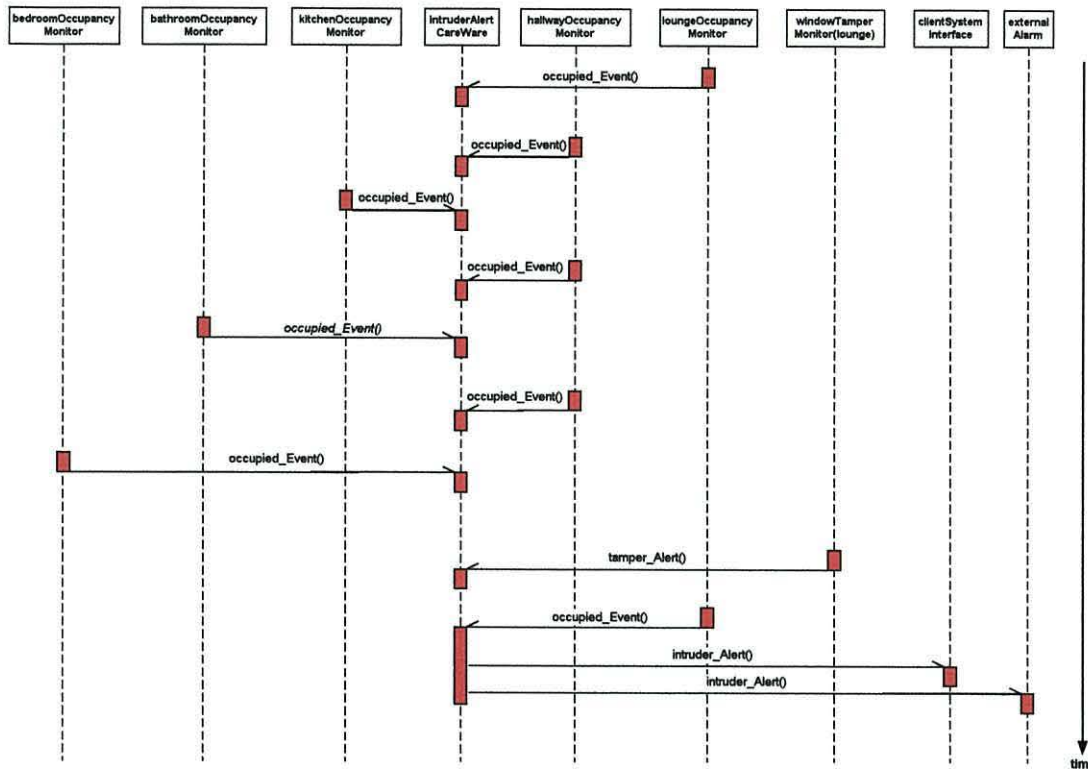 bedroomOccupancy
Monitor
bathroomOccupancy
Monitor
kitchenOccupancy
Monitor
intruderAlert
CareWare
hallwayOccupancy
Monitor
loungeOccupancy
Monitor
windowTamper
Monitor(lounge)
clientSystem
Interface
external
Alarm
occupied_Event()
occupied_Event()
occupied_Event()
occupied_Event()
occupied_Event()
occupied_Event()
occupied_Event()
tamper_Alert()
occupied_Event()
intruder_Alert()
intruder_Alert()
tim